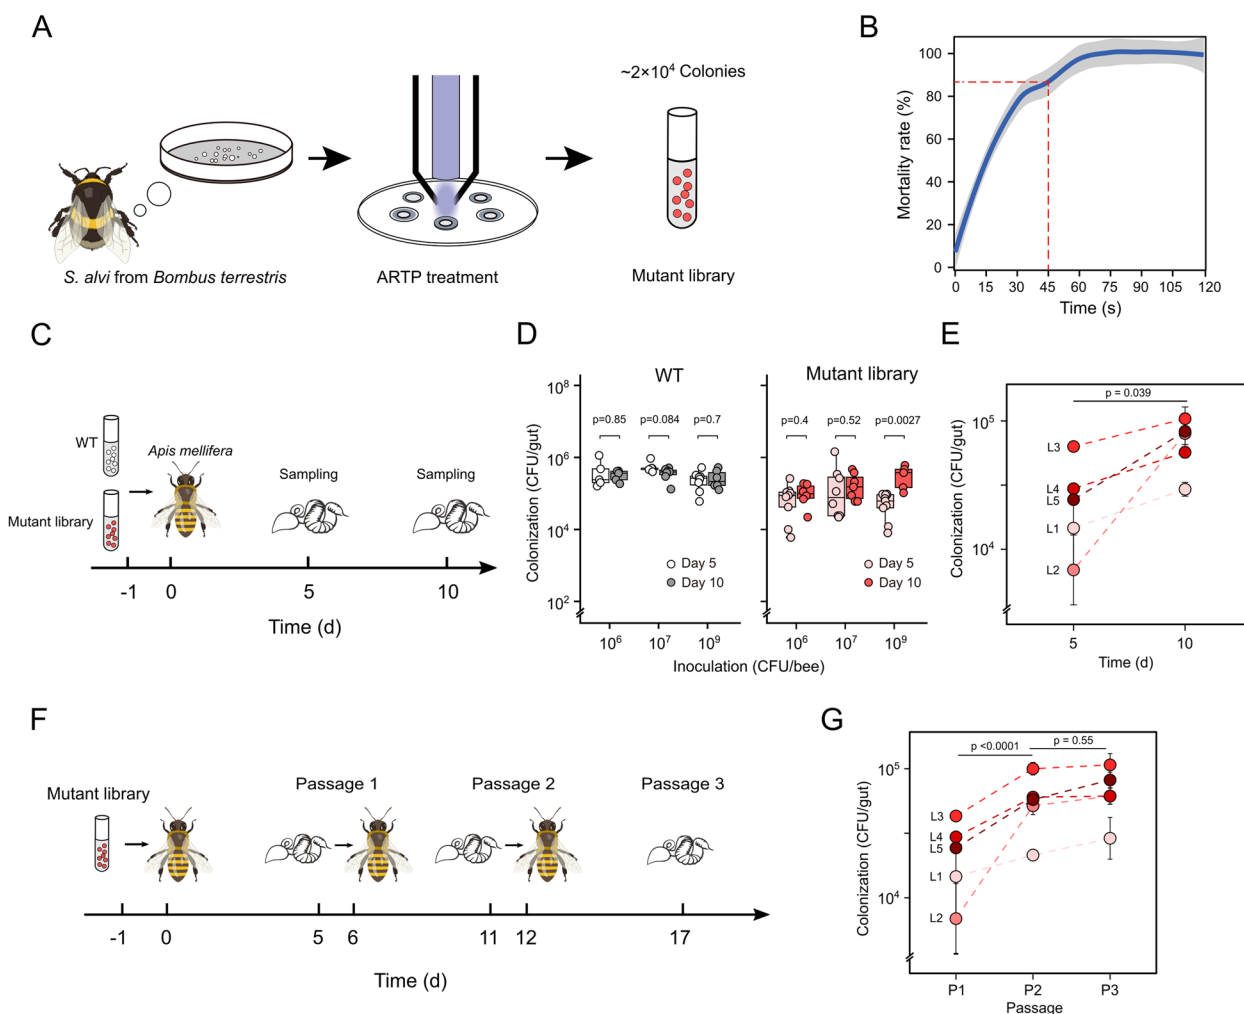 A
~2×10⁴ Colonies
S. alvi from Bombus terrestris
ARTP treatment
Mutant library
B
Mortality rate (%)
100
80
60
40
20
0
0 15 30 45 60 75 90 105 120
Time (s)
C
WT
Mutant library
Apis mellifera
Sampling
Sampling
-1 0 5 10
Time (d)
D
WT
Mutant library
Colonization (CFU/gut)
10⁸
10⁶
10⁴
10²
p=0.85 p=0.084 p=0.7
p=0.4 p=0.52 p=0.0027
Day 5
Day 10
Day 5
Day 10
10⁶ 10⁷ 10⁹
10⁶ 10⁷ 10⁹
Inoculation (CFU/bee)
E
Colonization (CFU/gut)
p = 0.039
10⁵
10⁴
L3
L4
L5
L1
L2
5 10
Time (d)
F
Mutant library
Passage 1
Passage 2
Passage 3
-1 0 5 6 11 12 17
Time (d)
G
Colonization (CFU/gut)
p <0.0001
p = 0.55
10⁵
10⁴
L3
L4
L5
L1
L2
P1 P2 P3
Passage